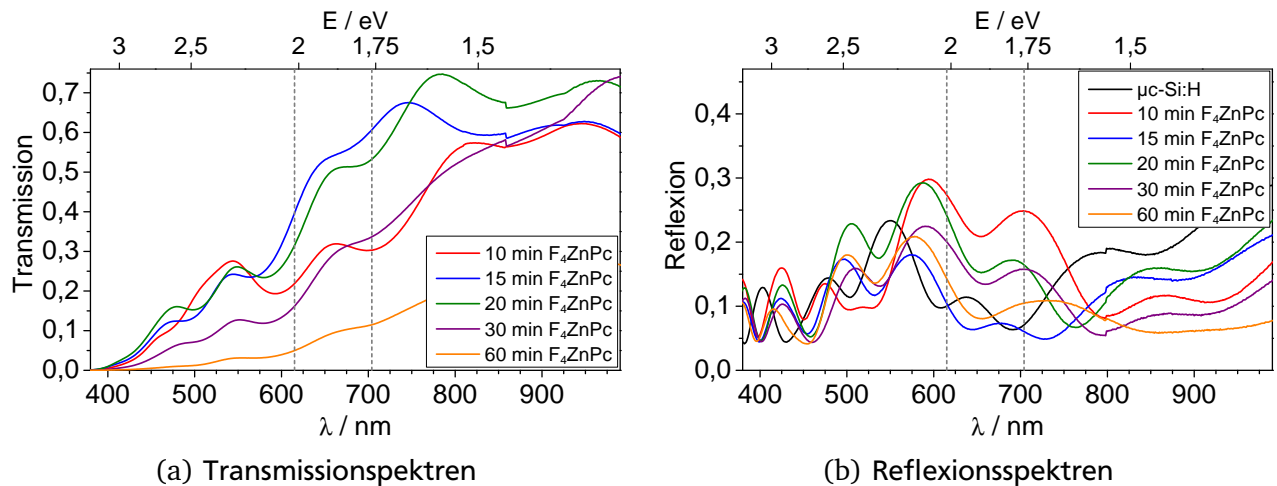 E / eV
3 2,5 2 1,75 1,5
Transmission
0,7
0,6
0,5
0,4
0,3
0,2
0,1
0,0
10 min F₄ZnPc
15 min F₄ZnPc
20 min F₄ZnPc
30 min F₄ZnPc
60 min F₄ZnPc
400 500 600 700 800 900
λ / nm
(a) Transmissionspektren
E / eV
3 2,5 2 1,75 1,5
Reflexion
0,4
0,3
0,2
0,1
0,0
µc-Si:H
10 min F₄ZnPc
15 min F₄ZnPc
20 min F₄ZnPc
30 min F₄ZnPc
60 min F₄ZnPc
400 500 600 700 800 900
λ / nm
(b) Reflexionsspektren